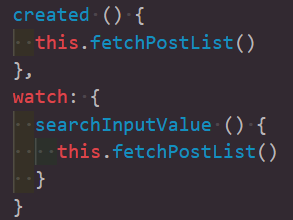 created () {
  this.fetchPostList()
},
watch: {
  searchInputValue () {
    this.fetchPostList()
  }
}